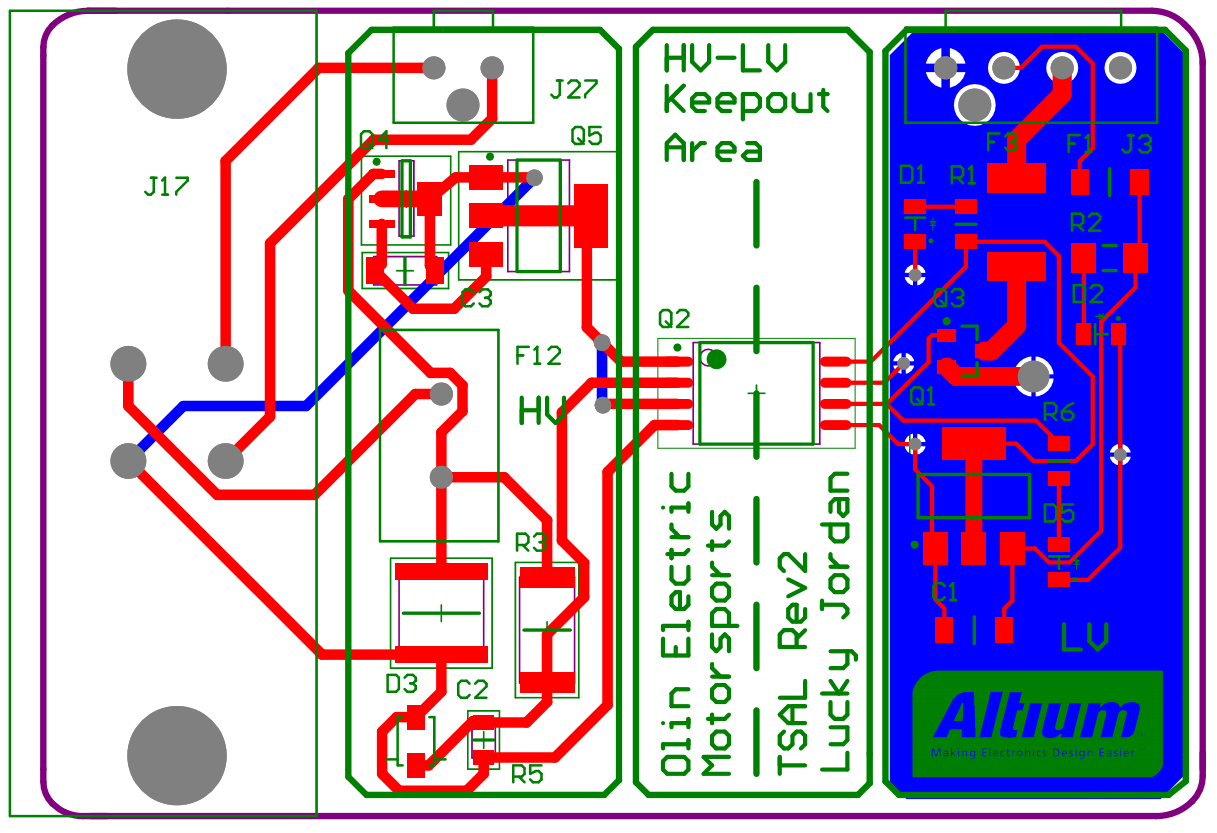 HV-LV
Keepout
Area
J27
Q4
Q5
J17
C3
F12
HV
R3
D3
C2
R5
Q2
Olin Electric
Motorsports
TSAL Rev2
Lucky Jordan
F3
F1
J3
D1
R1
R2
Q3
D2
Q1
R6
D5
C1
LV
Altium
Making Electronics Design Easier